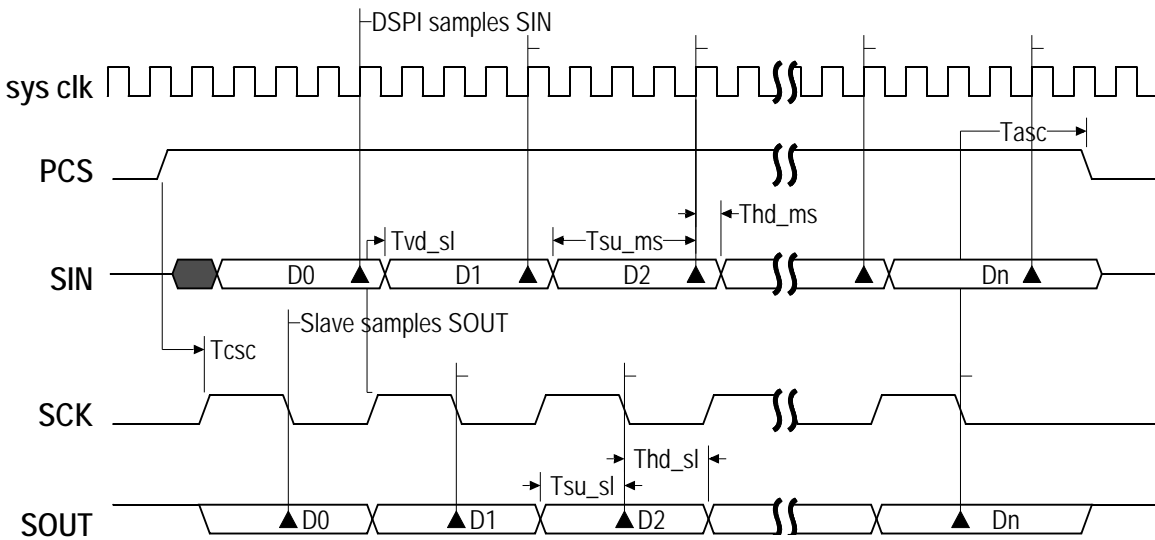 DSPI samples SIN
sys clk
Tasc
PCS
Thd_ms
Tvd_sl
Tsu_ms
SIN
D0
D1
D2
Dn
Slave samples SOUT
Tcsc
SCK
Thd_sl
Tsu_sl
SOUT
D0
D1
D2
Dn